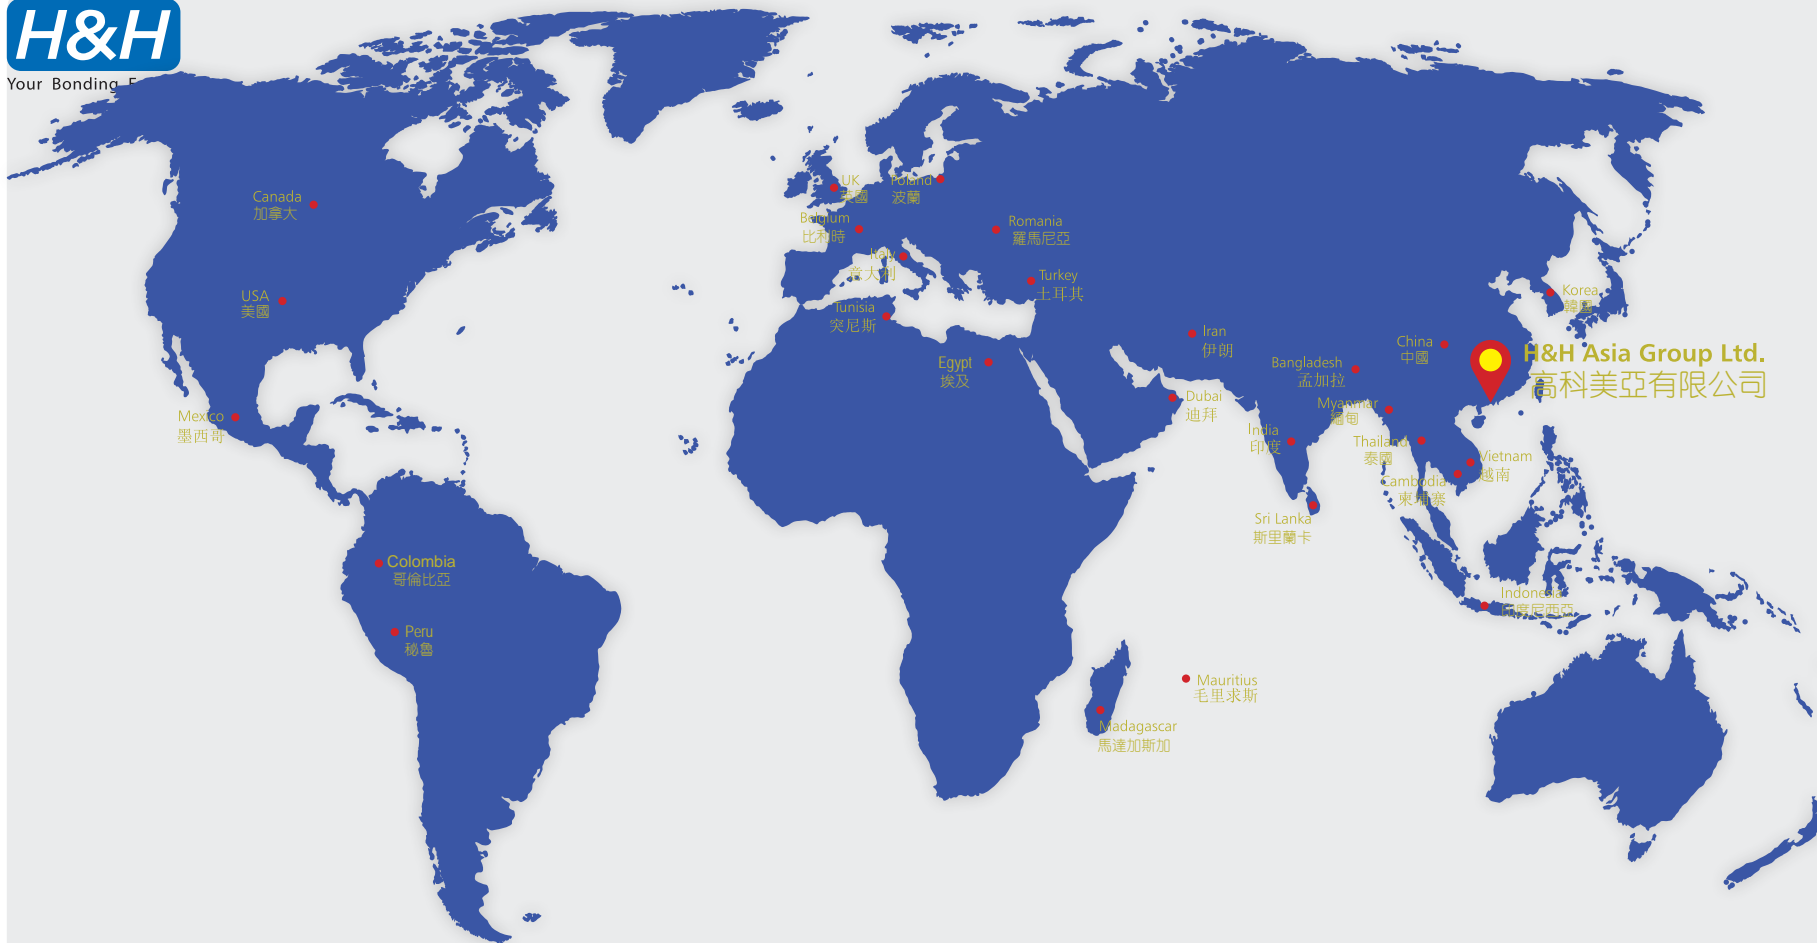 H&H
Your Bonding
Canada
加拿大
USA
美國
Mexico
墨西哥
Colombia
哥倫比亞
Peru
秘魯
UK
英國
Poland
波蘭
Belgium
比利時
Romania
羅馬尼亞
Italy
意大利
Turkey
土耳其
Tunisia
突尼斯
Egypt
埃及
Iran
伊朗
Dubai
迪拜
Bangladesh
孟加拉
China
中國
Korea
韓國
H&H Asia Group Ltd.
高科美亞有限公司
Myanmar
緬甸
India
印度
Thailand
泰國
Vietnam
越南
Cambodia
柬埔寨
Sri Lanka
斯里蘭卡
Indonesia
印度尼西亞
Mauritius
毛里求斯
Madagascar
馬達加斯加